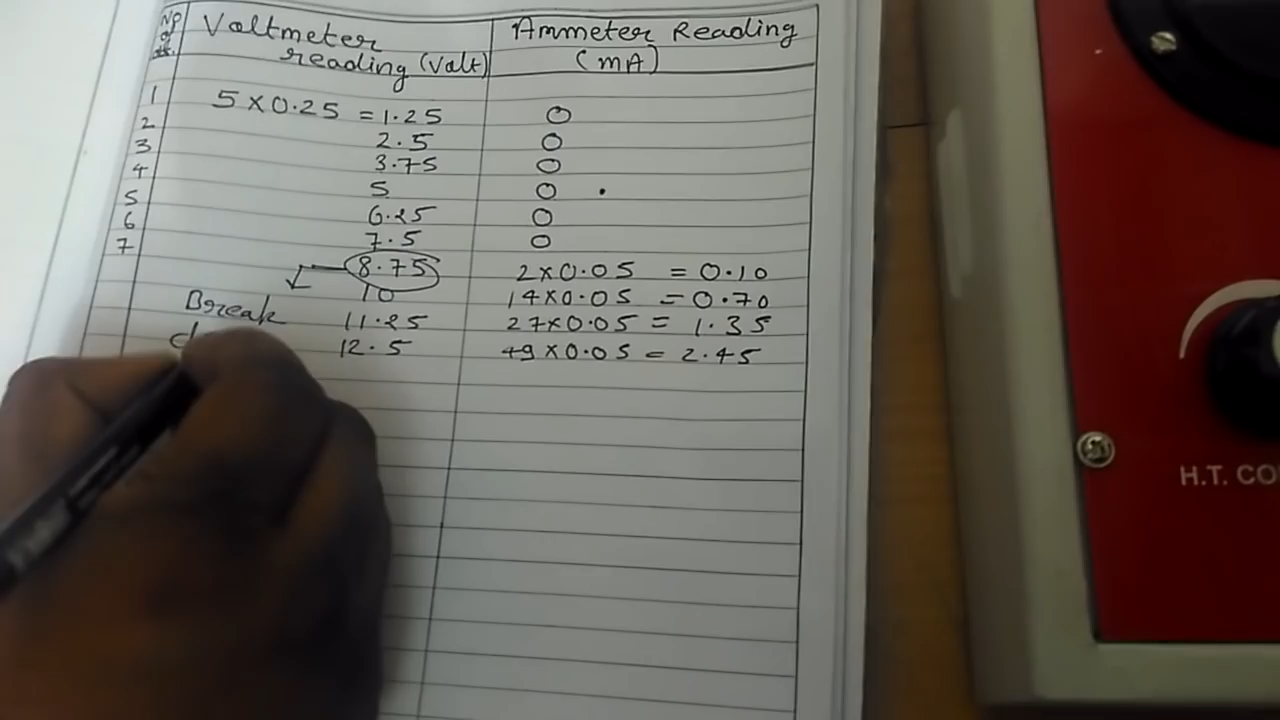 No of
Voltmeter reading (Volt)
Ammeter Reading (mA)
1 5 × 0.25 = 1.25 0
2 2.5 0
3 3.75 0
4 5 0
5 6.25 0
6 7.5 0
7 8.75 2×0.05 = 0.10
10 14×0.05 = 0.70
Break 11.25 27×0.05 = 1.35
12.5 49×0.05 = 2.45
H.T. CO